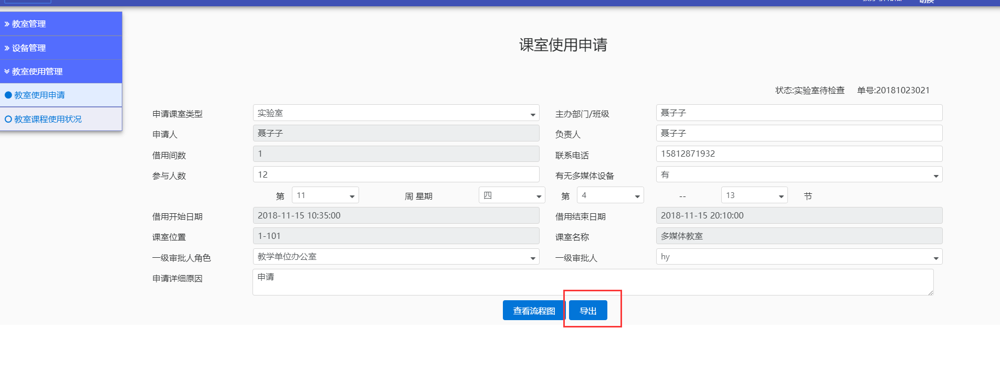 切换
教室管理
设备管理
教室使用管理
教室使用申请
教室课程使用状况
课室使用申请
状态:实验室待检查 单号:20181023021
申请课室类型 实验室 主办部门/班级 聂子子
申请人 聂子子 负责人 聂子子
借用间数 1 联系电话 15812871932
参与人数 12 有无多媒体设备 有
第 11 周 星期 四 第 4 -- 13 节
借用开始日期 2018-11-15 10:35:00 借用结束日期 2018-11-15 20:10:00
课室位置 1-101 课室名称 多媒体教室
一级审批人角色 教学单位办公室 一级审批人 hy
申请详细原因 申请
查看流程图 导出